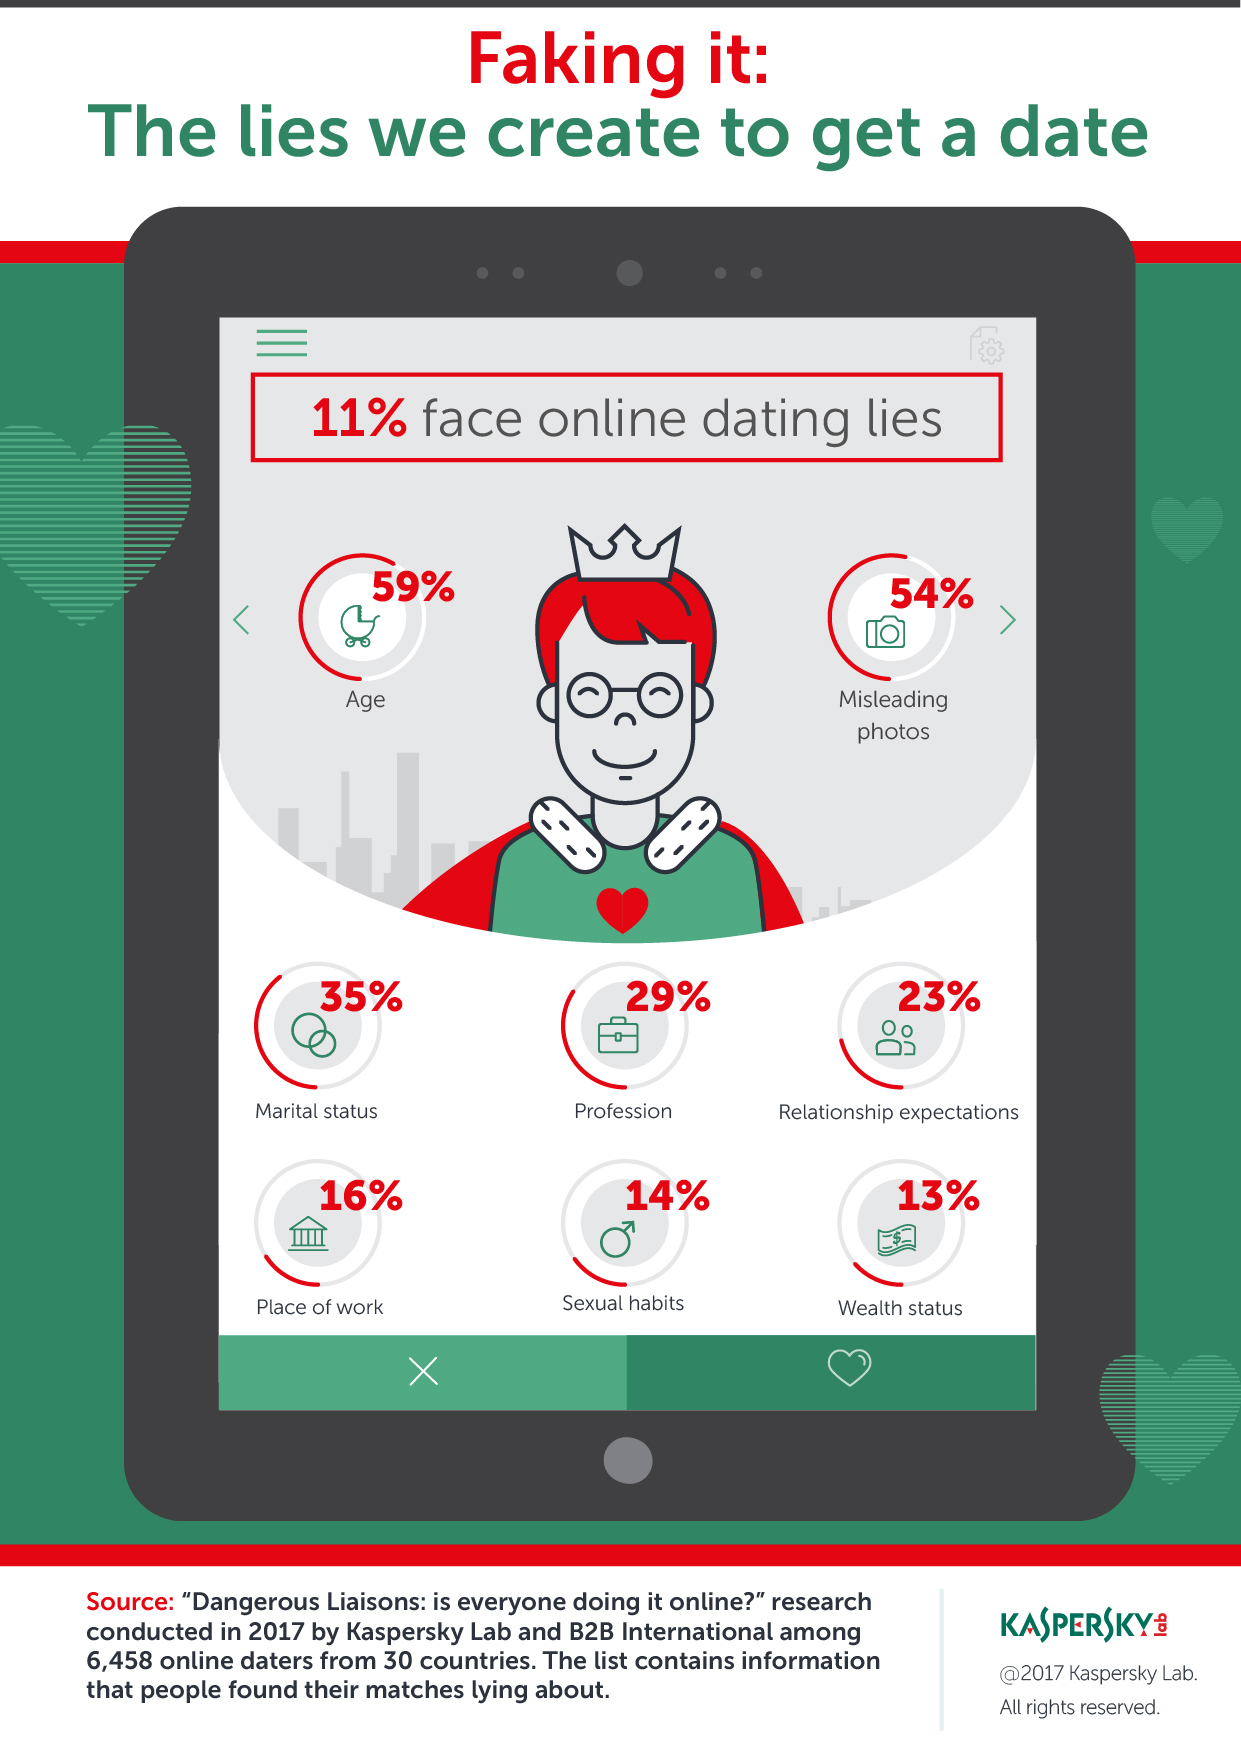 Faking it:
The lies we create to get a date
11% face online dating lies
59%
Age
54%
Misleading
photos
35%
Marital status
29%
Profession
23%
Relationship expectations
16%
Place of work
14%
Sexual habits
13%
$
Wealth status
Source: “Dangerous Liaisons: is everyone doing it online?” research
conducted in 2017 by Kaspersky Lab and B2B International among
6,458 online daters from 30 countries. The list contains information
that people found their matches lying about.
KASPERSKY lab
@2017 Kaspersky Lab.
All rights reserved.